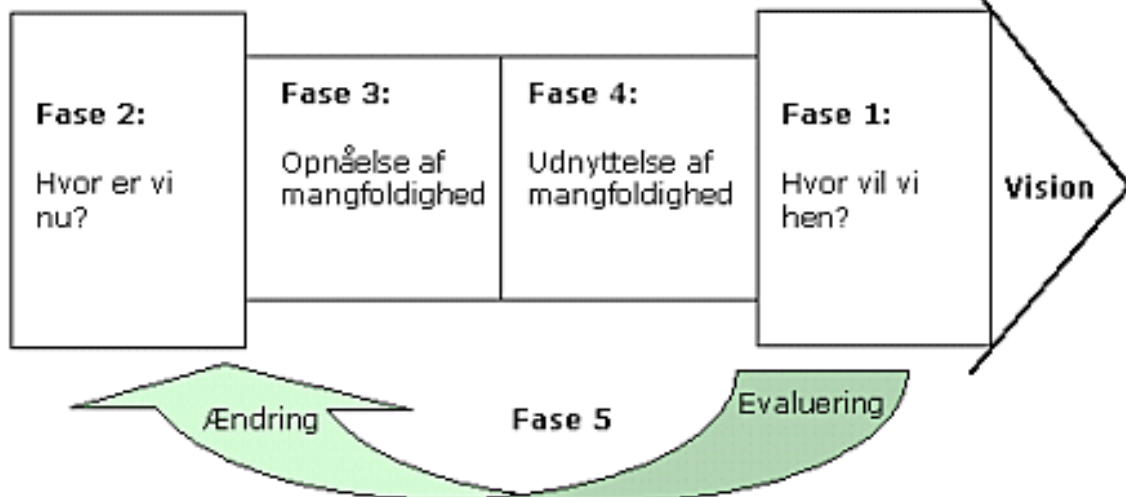 Fase 2:
Hvor er vi
nu?
Fase 3:
Opnåelse af
mangfoldighed
Fase 4:
Udnyttelse af
mangfoldighed
Fase 1:
Hvor vil vi
hen?
Vision
Ændring
Fase 5
Evaluering